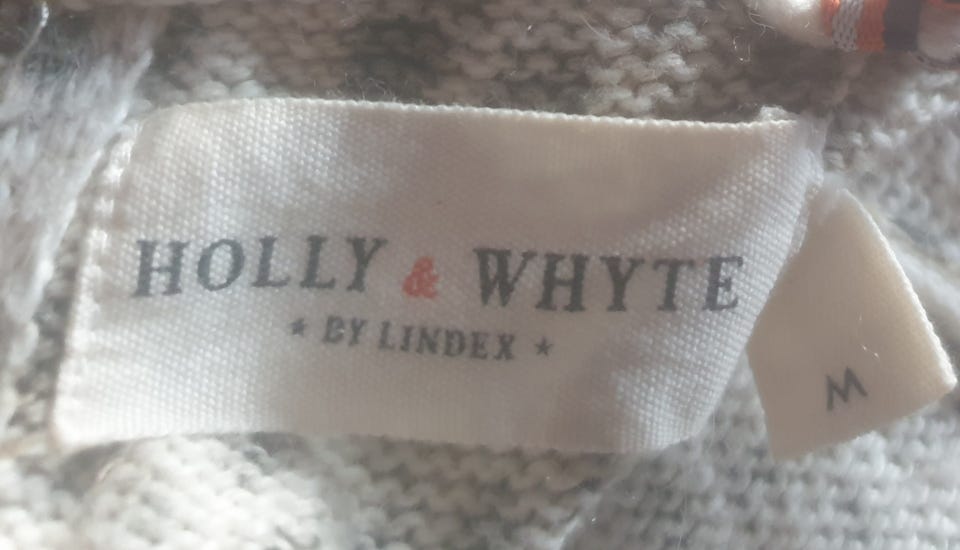 HOLLY & WHYTE
★ BY LINDEX ★
M